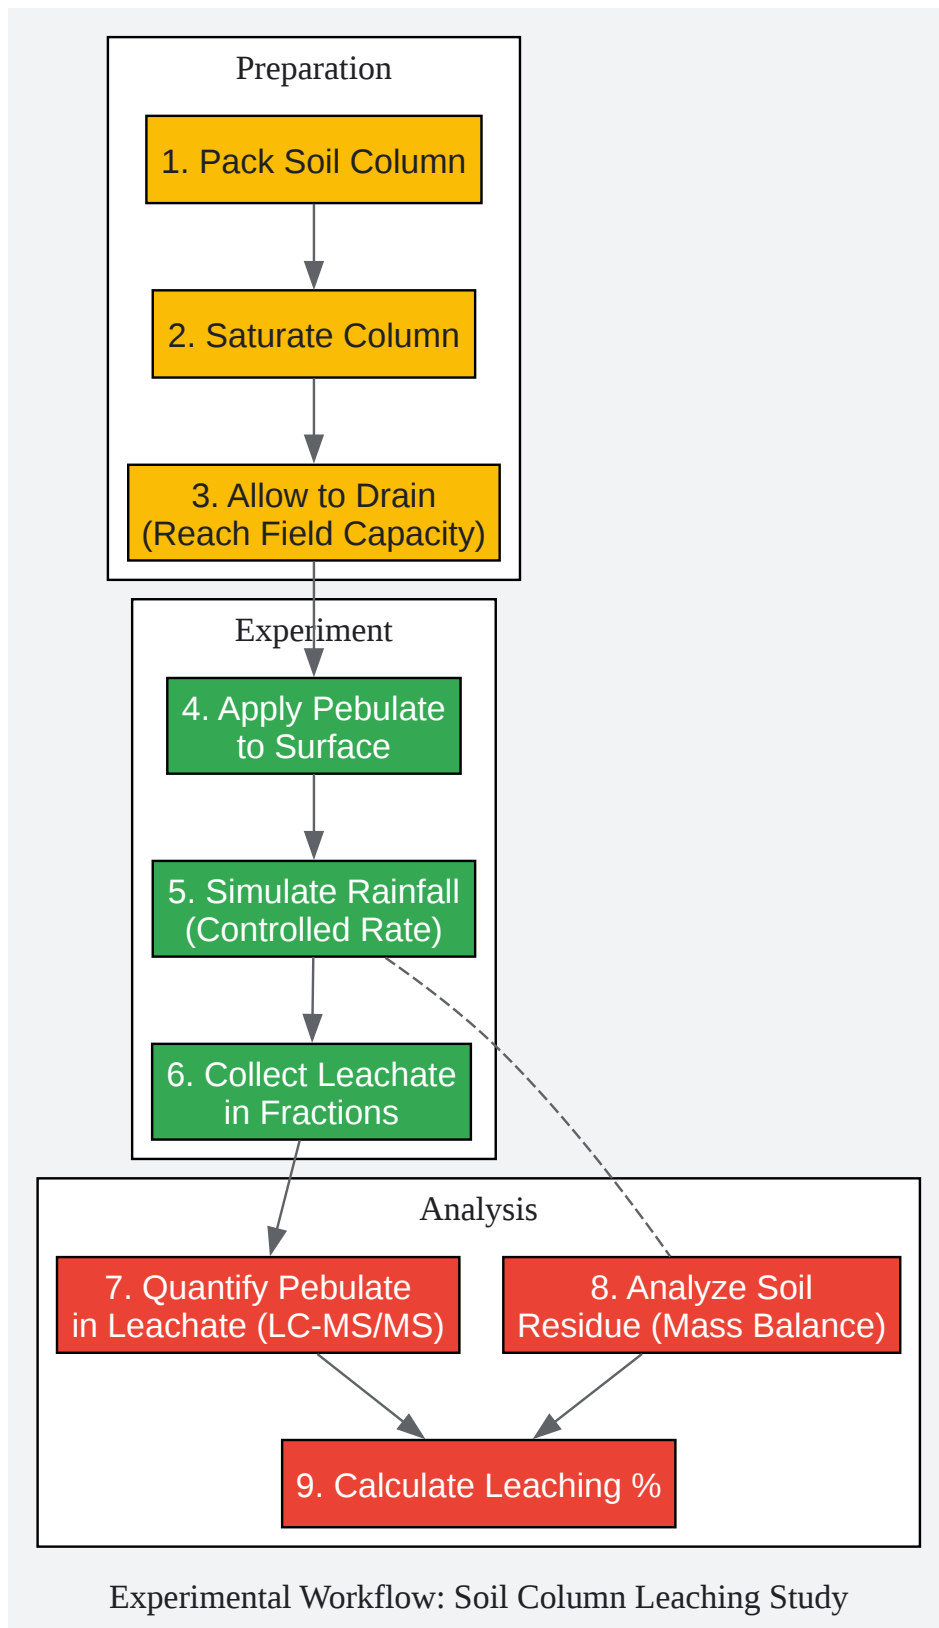 Preparation
1. Pack Soil Column
2. Saturate Column
3. Allow to Drain
(Reach Field Capacity)
Experiment
4. Apply Pebulate
to Surface
5. Simulate Rainfall
(Controlled Rate)
6. Collect Leachate
in Fractions
Analysis
7. Quantify Pebulate
in Leachate (LC-MS/MS)
8. Analyze Soil
Residue (Mass Balance)
9. Calculate Leaching %
Experimental Workflow: Soil Column Leaching Study